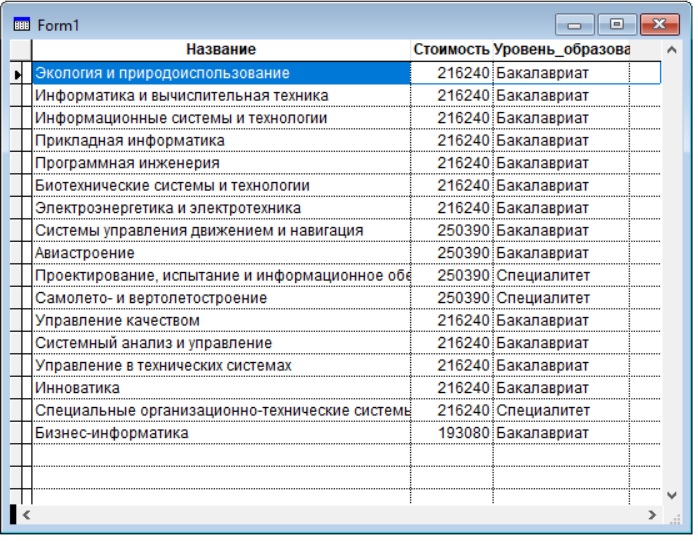 Form1
Название Стоимость Уровень_образова
Экология и природоиспользование 216240 Бакалавриат
Информатика и вычислительная техника 216240 Бакалавриат
Информационные системы и технологии 216240 Бакалавриат
Прикладная информатика 216240 Бакалавриат
Программная инженерия 216240 Бакалавриат
Биотехнические системы и технологии 216240 Бакалавриат
Электроэнергетика и электротехника 216240 Бакалавриат
Системы управления движением и навигация 250390 Бакалавриат
Авиастроение 250390 Бакалавриат
Проектирование, испытание и информационное обе 250390 Специалитет
Самолето- и вертолетостроение 250390 Специалитет
Управление качеством 216240 Бакалавриат
Системный анализ и управление 216240 Бакалавриат
Управление в технических системах 216240 Бакалавриат
Инноватика 216240 Бакалавриат
Специальные организационно-технические системы 216240 Специалитет
Бизнес-информатика 193080 Бакалавриат